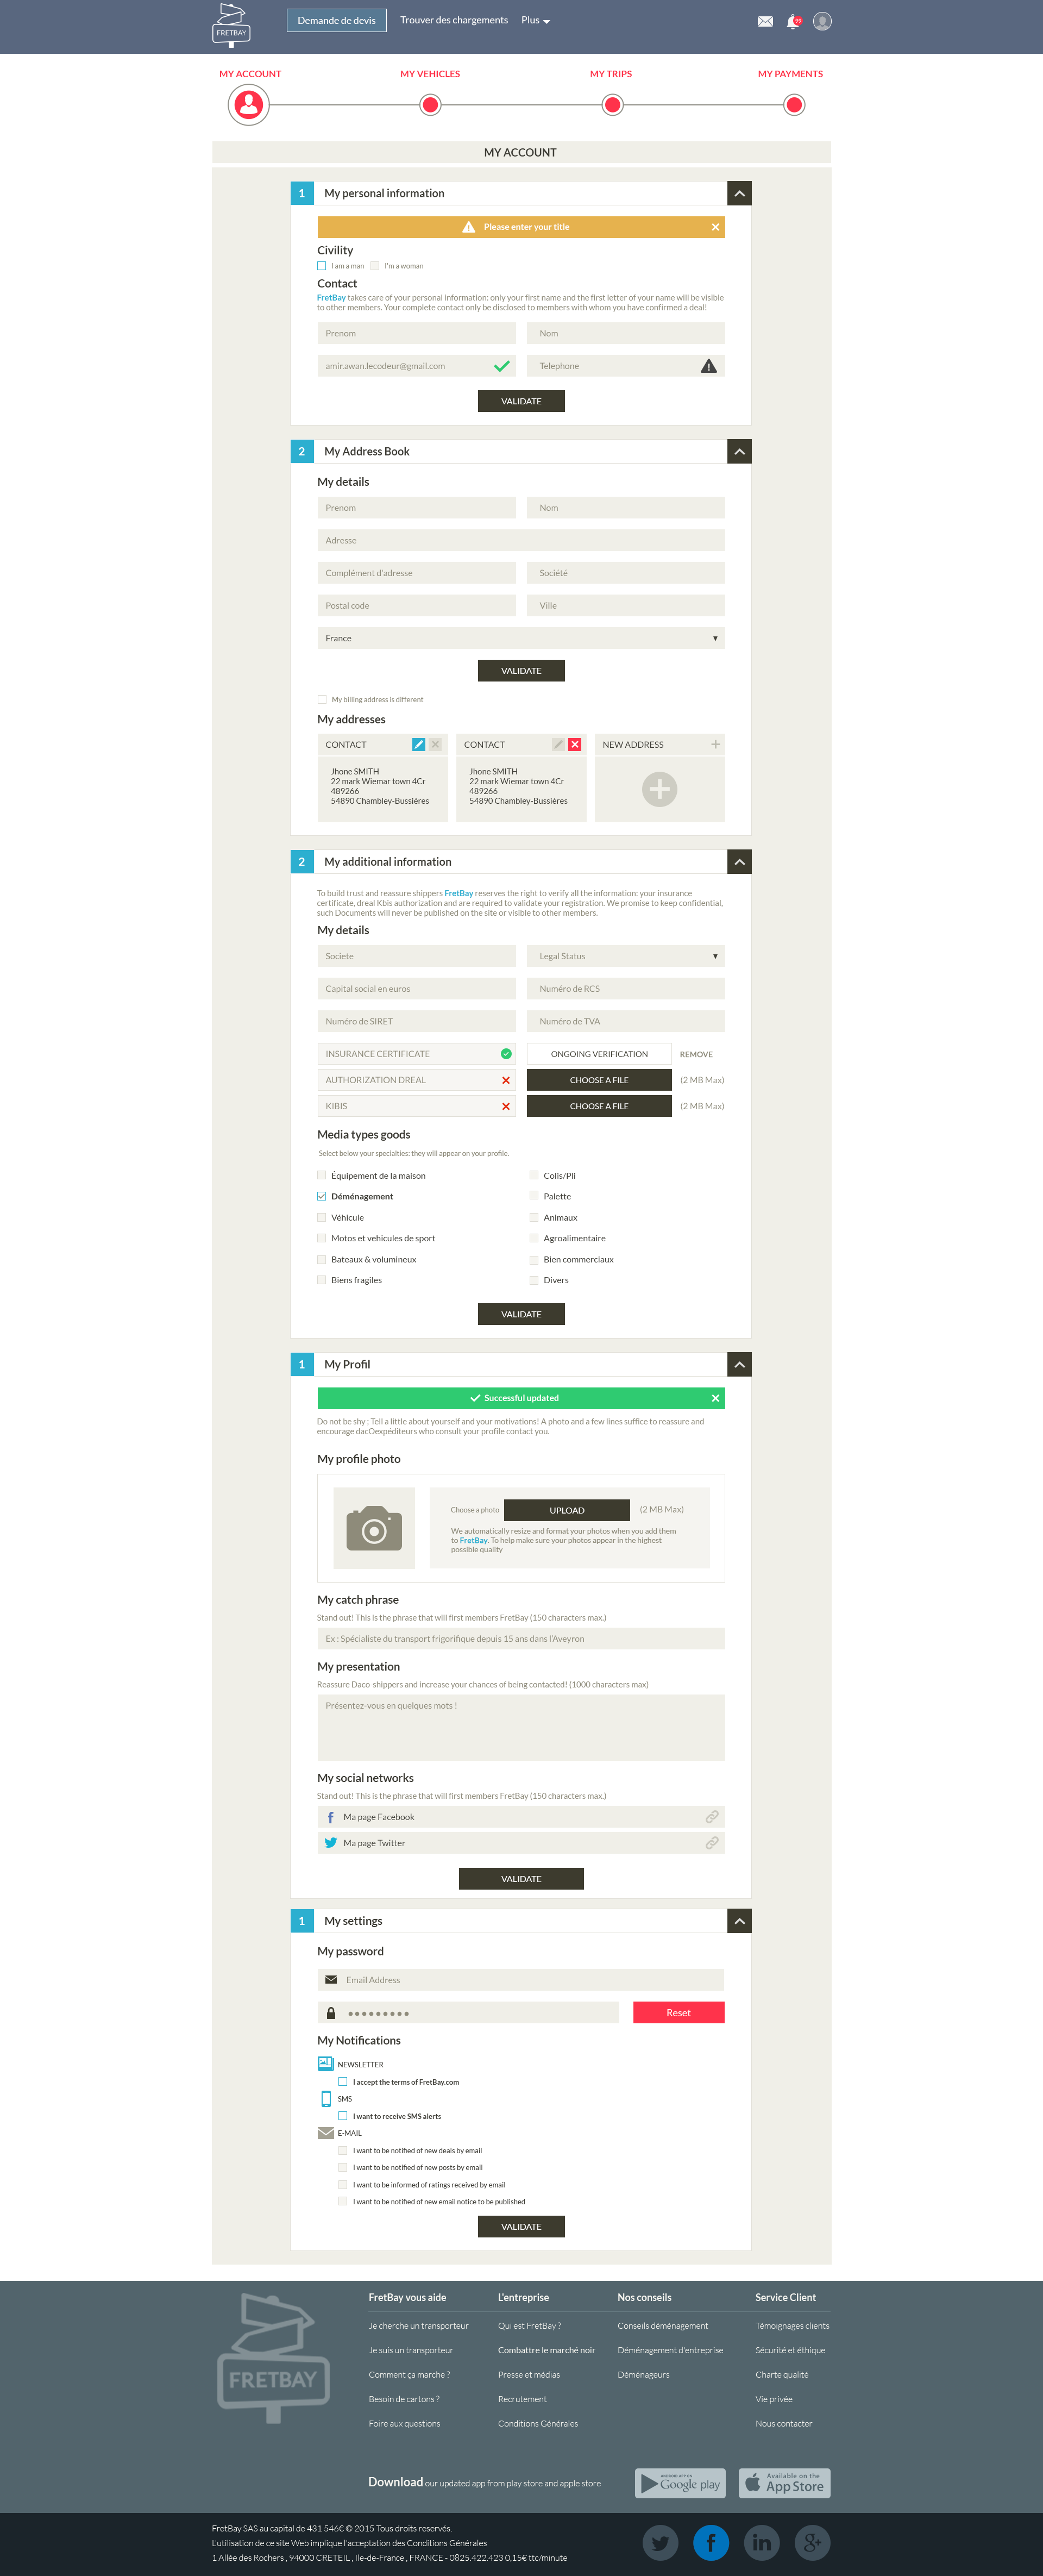 FRETBAY
Demande de devis
Trouver des chargements
Plus
MY ACCOUNT
MY VEHICLES
MY TRIPS
MY PAYMENTS
MY ACCOUNT
1 My personal information
Please enter your title
Civility
I am a man
I'm a woman
Contact
FretBay takes care of your personal information: only your first name and the first letter of your name will be visible
to other members. Your complete contact only be disclosed to members with whom you have confirmed a deal!
Prenom
Nom
amir.awan.lecodeur@gmail.com
Telephone
VALIDATE
2 My Address Book
My details
Prenom
Nom
Adresse
Complément d'adresse
Société
Postal code
Ville
France
VALIDATE
My billing address is different
My addresses
CONTACT
Jhone SMITH
22 mark Wiemar town 4Cr
489266
54890 Chambley-Bussières
CONTACT
Jhone SMITH
22 mark Wiemar town 4Cr
489266
54890 Chambley-Bussières
NEW ADDRESS
2 My additional information
To build trust and reassure shippers FretBay reserves the right to verify all the information: your insurance
certificate, dreal Kbis authorization and are required to validate your registration. We promise to keep confidential,
such Documents will never be published on the site or visible to other members.
My details
Societe
Legal Status
Capital social en euros
Numéro de RCS
Numéro de SIRET
Numéro de TVA
INSURANCE CERTIFICATE
ONGOING VERIFICATION
REMOVE
AUTHORIZATION DREAL
CHOOSE A FILE
(2 MB Max)
KIBIS
CHOOSE A FILE
(2 MB Max)
Media types goods
Select below your specialties; they will appear on your profile.
Équipement de la maison
Colis/Pli
Déménagement
Palette
Véhicule
Animaux
Motos et vehicules de sport
Agroalimentaire
Bateaux & volumineux
Bien commerciaux
Biens fragiles
Divers
VALIDATE
1 My Profil
Successful updated
Do not be shy ; Tell a little about yourself and your motivations! A photo and a few lines suffice to reassure and
encourage dacOexpéditeurs who consult your profile contact you.
My profile photo
Choose a photo
UPLOAD
(2 MB Max)
We automatically resize and format your photos when you add them
to FretBay. To help make sure your photos appear in the highest
possible quality
My catch phrase
Stand out! This is the phrase that will first members FretBay (150 characters max.)
Ex : Spécialiste du transport frigorifique depuis 15 ans dans l'Aveyron
My presentation
Reassure Daco-shippers and increase your chances of being contacted! (1000 characters max)
Présentez-vous en quelques mots !
My social networks
Stand out! This is the phrase that will first members FretBay (150 characters max.)
Ma page Facebook
Ma page Twitter
VALIDATE
1 My settings
My password
Email Address
Reset
My Notifications
NEWSLETTER
I accept the terms of FretBay.com
SMS
I want to receive SMS alerts
E-MAIL
I want to be notified of new deals by email
I want to be notified of new posts by email
I want to be informed of ratings received by email
I want to be notified of new email notice to be published
VALIDATE
FRETBAY
FretBay vous aide
Je cherche un transporteur
Je suis un transporteur
Comment ça marche ?
Besoin de cartons ?
Foire aux questions
L'entreprise
Qui est FretBay ?
Combattre le marché noir
Presse et médias
Recrutement
Conditions Générales
Nos conseils
Conseils déménagement
Déménagement d'entreprise
Déménageurs
Service Client
Témoignages clients
Sécurité et éthique
Charte qualité
Vie privée
Nous contacter
Download our updated app from play store and apple store
ANDROID APP ON
Google play
Available on the
App Store
FretBay SAS au capital de 431 546€ © 2015 Tous droits reservés.
L'utilisation de ce site Web implique l'acceptation des Conditions Générales
1 Allée des Rochers , 94000 CRETEIL , Ile-de-France , FRANCE - 0825.422.423 0,15€ ttc/minute